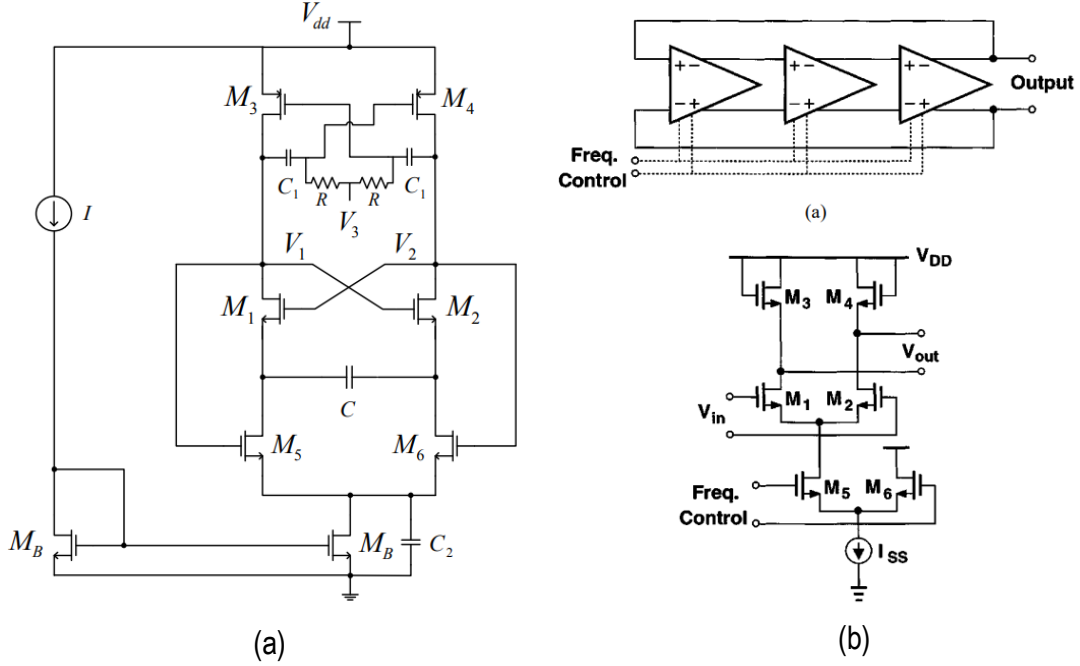 V_dd
M_3
M_4
C_1
R
R
C_1
V_3
I
V_1
V_2
M_1
M_2
C
M_5
M_6
M_B
M_B
C_2
(a)
+ −
− +
+ −
− +
+ −
− +
Output
Freq.
Control
(a)
V_DD
M_3
M_4
V_out
V_in
M_1
M_2
Freq.
Control
M_5
M_6
I_SS
(b)